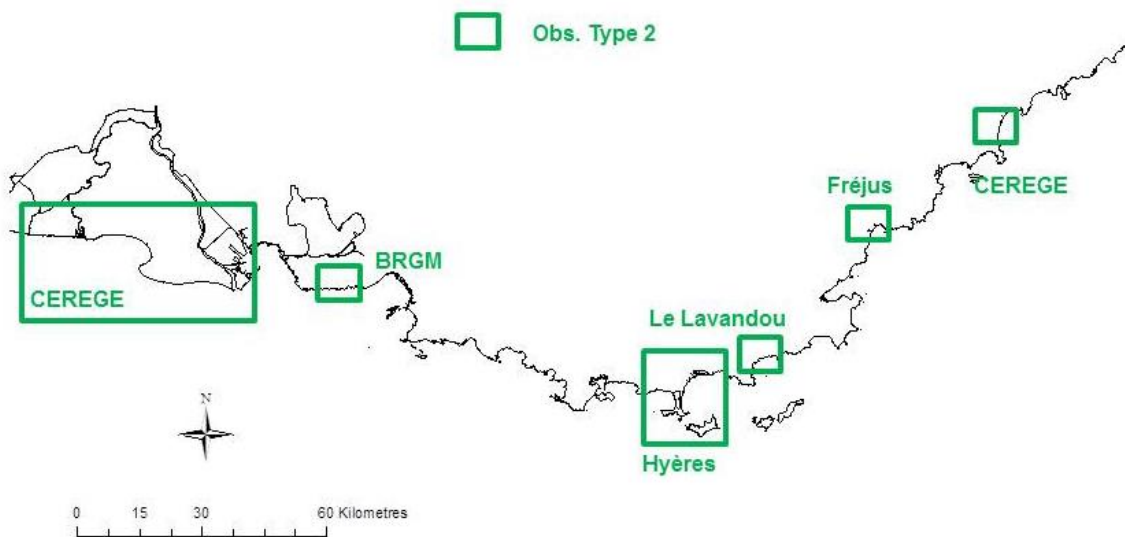 Obs. Type 2
CEREGE
Fréjus
BRGM
CEREGE
Le Lavandou
Hyères
N
0 15 30 60 Kilometres